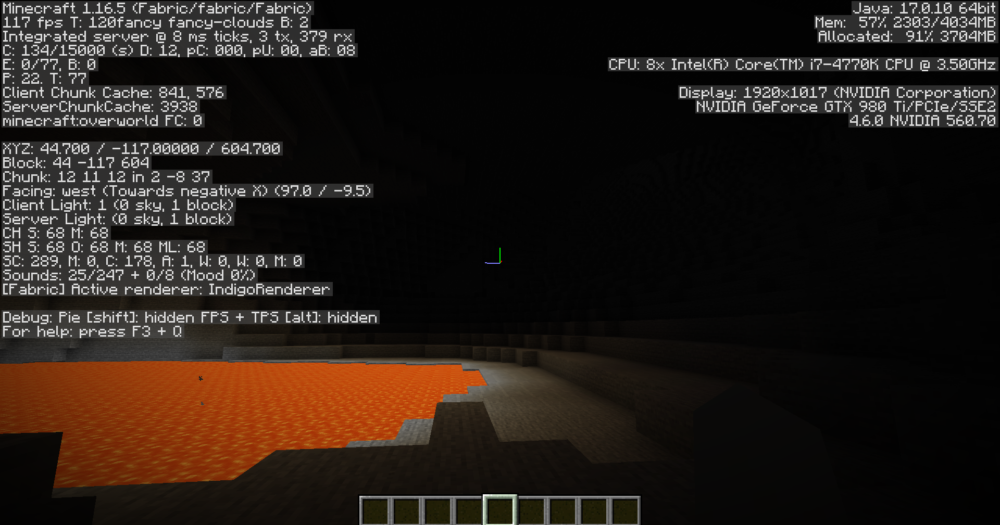 Minecraft 1.16.5 (Fabric/fabric/Fabric)
117 fps T: 120fancy fancy-clouds B: 2
Integrated server @ 8 ms ticks, 3 tx, 379 rx
C: 134/15000 (s) D: 12, pC: 000, pU: 00, aB: 08
E: 0/77, B: 0
P: 22. T: 77
Client Chunk Cache: 841, 576
ServerChunkCache: 3938
minecraft:overworld FC: 0
XYZ: 44.700 / -117.00000 / 604.700
Block: 44 -117 604
Chunk: 12 11 12 in 2 -8 37
Facing: west (Towards negative X) (97.0 / -9.5)
Client Light: 1 (0 sky, 1 block)
Server Light: (0 sky, 1 block)
CH S: 68 M: 68
SH S: 68 O: 68 M: 68 ML: 68
SC: 289, M: 0, C: 178, A: 1, W: 0, W: 0, M: 0
Sounds: 25/247 + 0/8 (Mood 0%)
[Fabric] Active renderer: IndigoRenderer
Debug: Pie [shift]: hidden FPS + TPS [alt]: hidden
For help: press F3 + Q
Java: 17.0.10 64bit
Mem: 57% 2303/4034MB
Allocated: 91% 3704MB
CPU: 8x Intel(R) Core(TM) i7-4770K CPU @ 3.50GHz
Display: 1920x1017 (NVIDIA Corporation)
NVIDIA GeForce GTX 980 Ti/PCIe/SSE2
4.6.0 NVIDIA 560.70